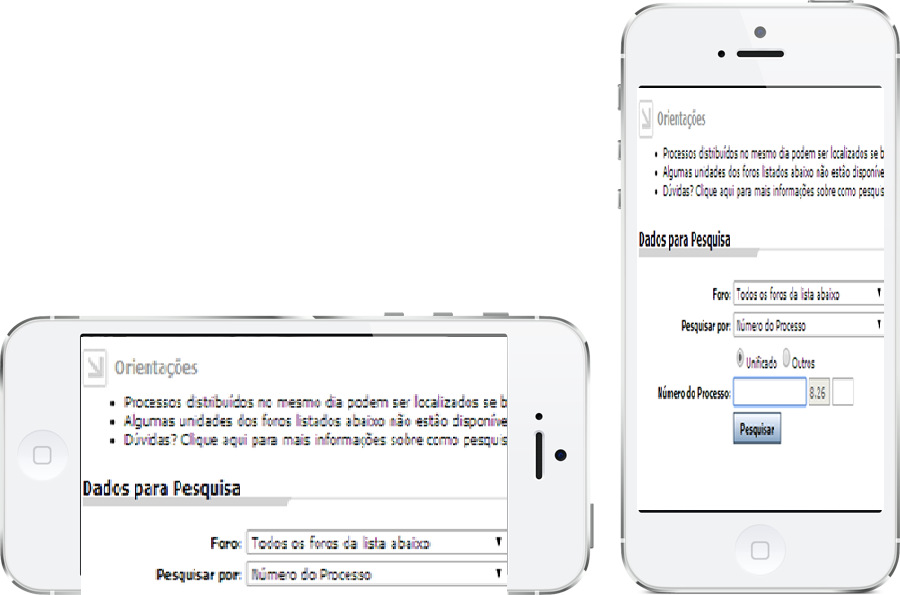 Orientações
Processos distribuídos no mesmo dia podem ser localizados se b
Algumas unidades dos foros listados abaixo não estão disponíve
Dúvidas? Clique aqui para mais informações sobre como pesquis
Dados para Pesquisa
Foro: Todos os foros da lista abaixo
Pesquisar por: Número do Processo
Orientações
Processos distribuídos no mesmo dia podem ser localizados se b
Algumas unidades dos foros listados abaixo não estão disponíve
Dúvidas? Clique aqui para mais informações sobre como pesquis
Dados para Pesquisa
Foro: Todos os foros da lista abaixo
Pesquisar por: Número do Processo
Unificado Outros
Número do Processo: 8.26
Pesquisar